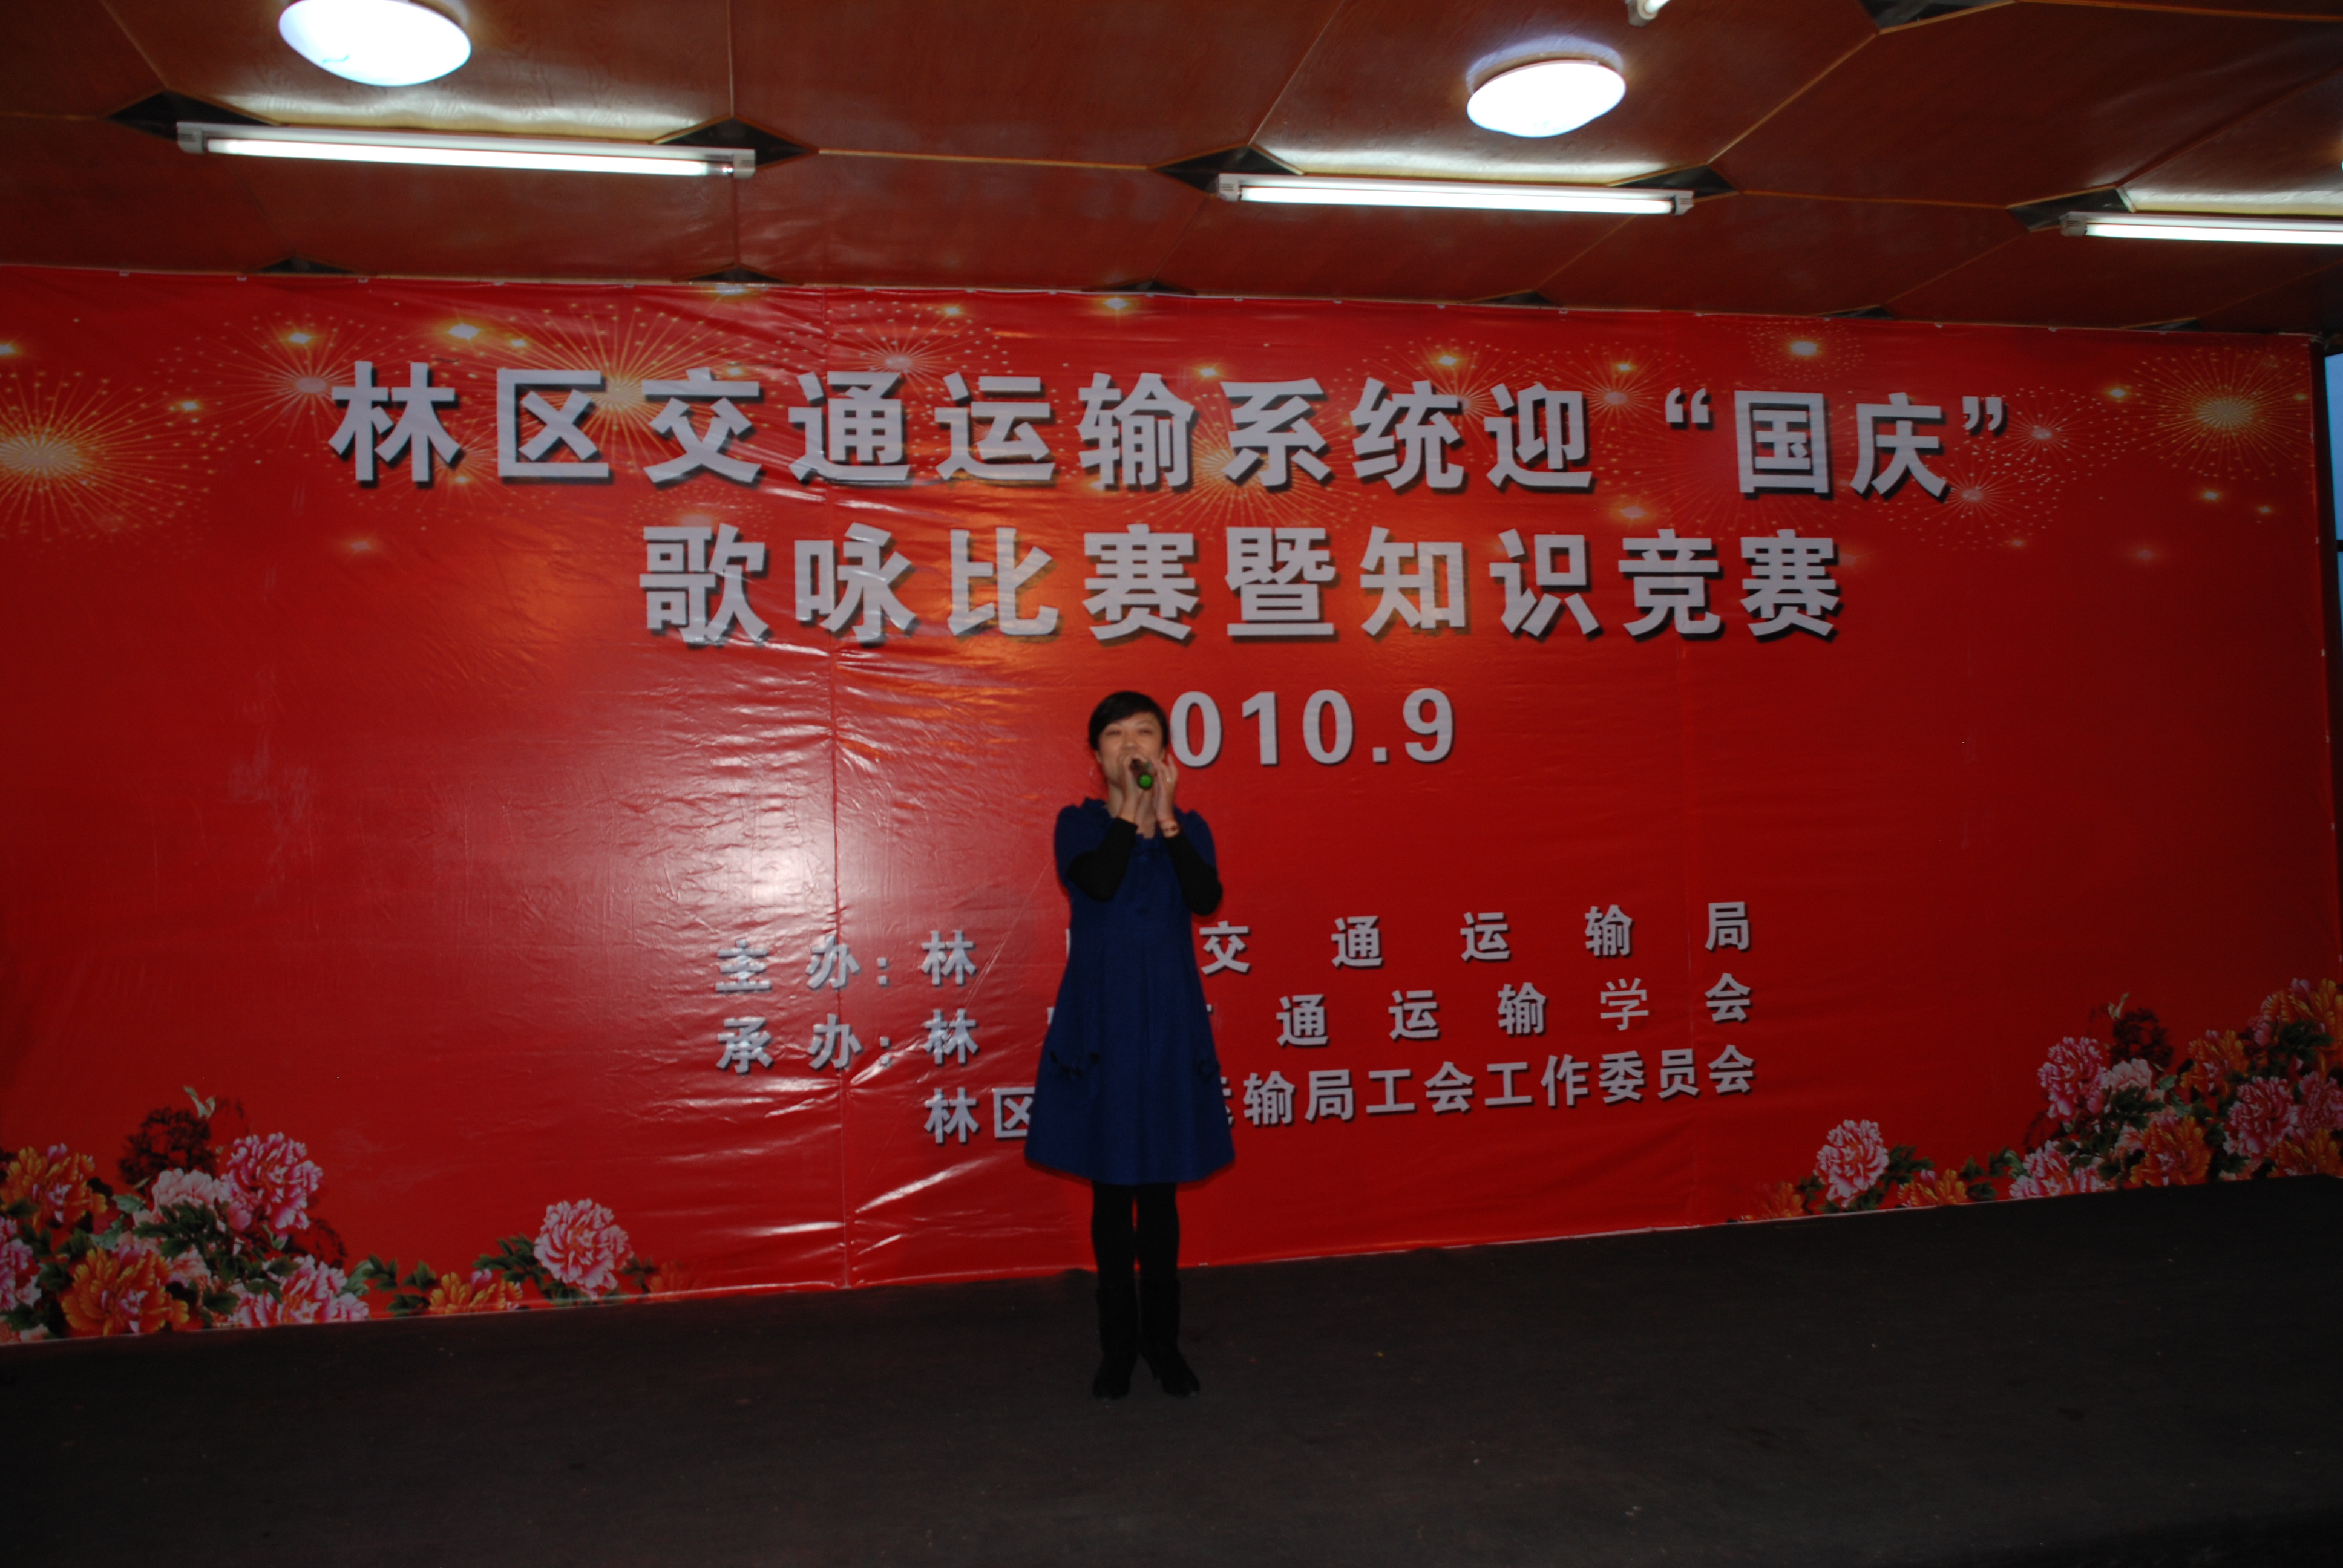 林区交通运输系统迎“国庆”
歌咏比赛暨知识竞赛
010.9
主办：林 交通运输局
承办：林 通运输学会
林区 运输局工会工作委员会